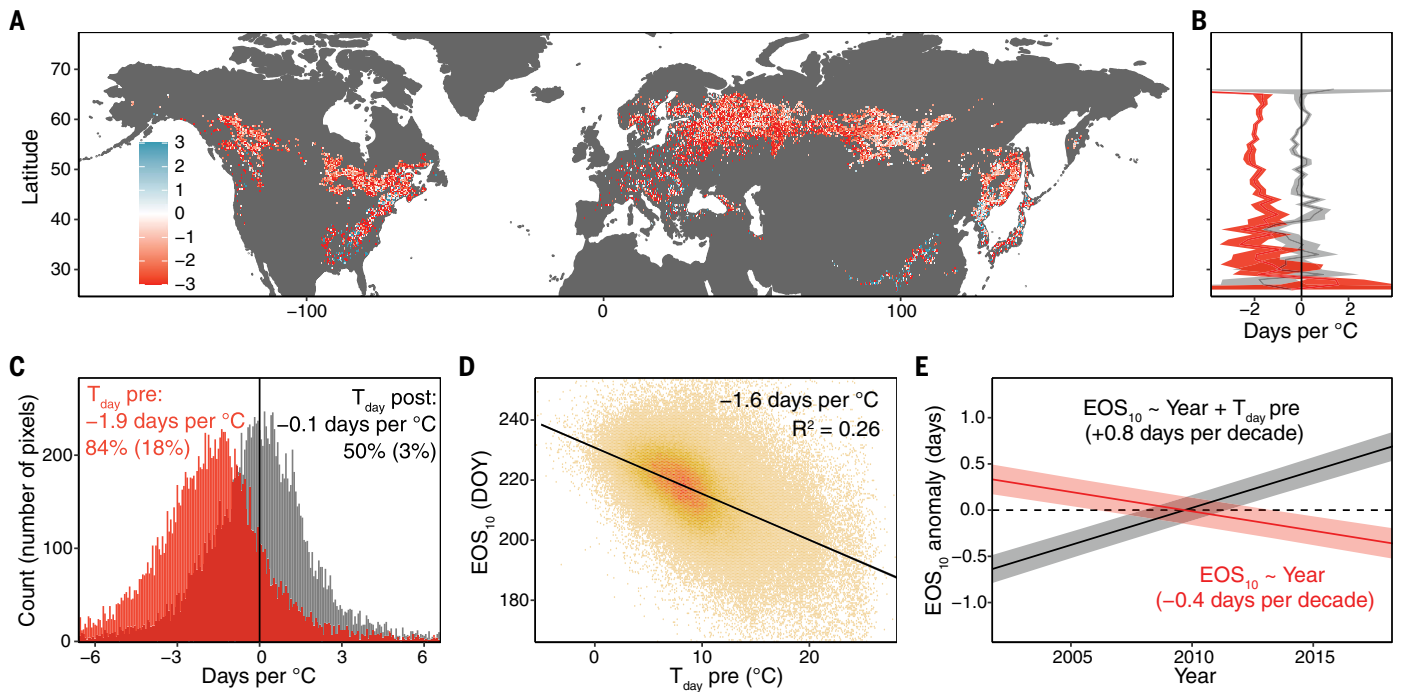 A
Latitude
70
60
50
40
30
3
2
1
0
−1
−2
−3
−100
0
100
B
−2
0
2
Days per °C
C
Count (number of pixels)
200
100
0
T_day pre:
−1.9 days per °C
84% (18%)
T_day post:
−0.1 days per °C
50% (3%)
−6
−3
0
3
6
Days per °C
D
EOS₁₀ (DOY)
240
220
200
180
−1.6 days per °C
R² = 0.26
0
10
20
T_day pre (°C)
E
EOS₁₀ anomaly (days)
1.0
0.5
0.0
−0.5
−1.0
EOS₁₀ ~ Year + T_day pre
(+0.8 days per decade)
EOS₁₀ ~ Year
(−0.4 days per decade)
2005
2010
2015
Year